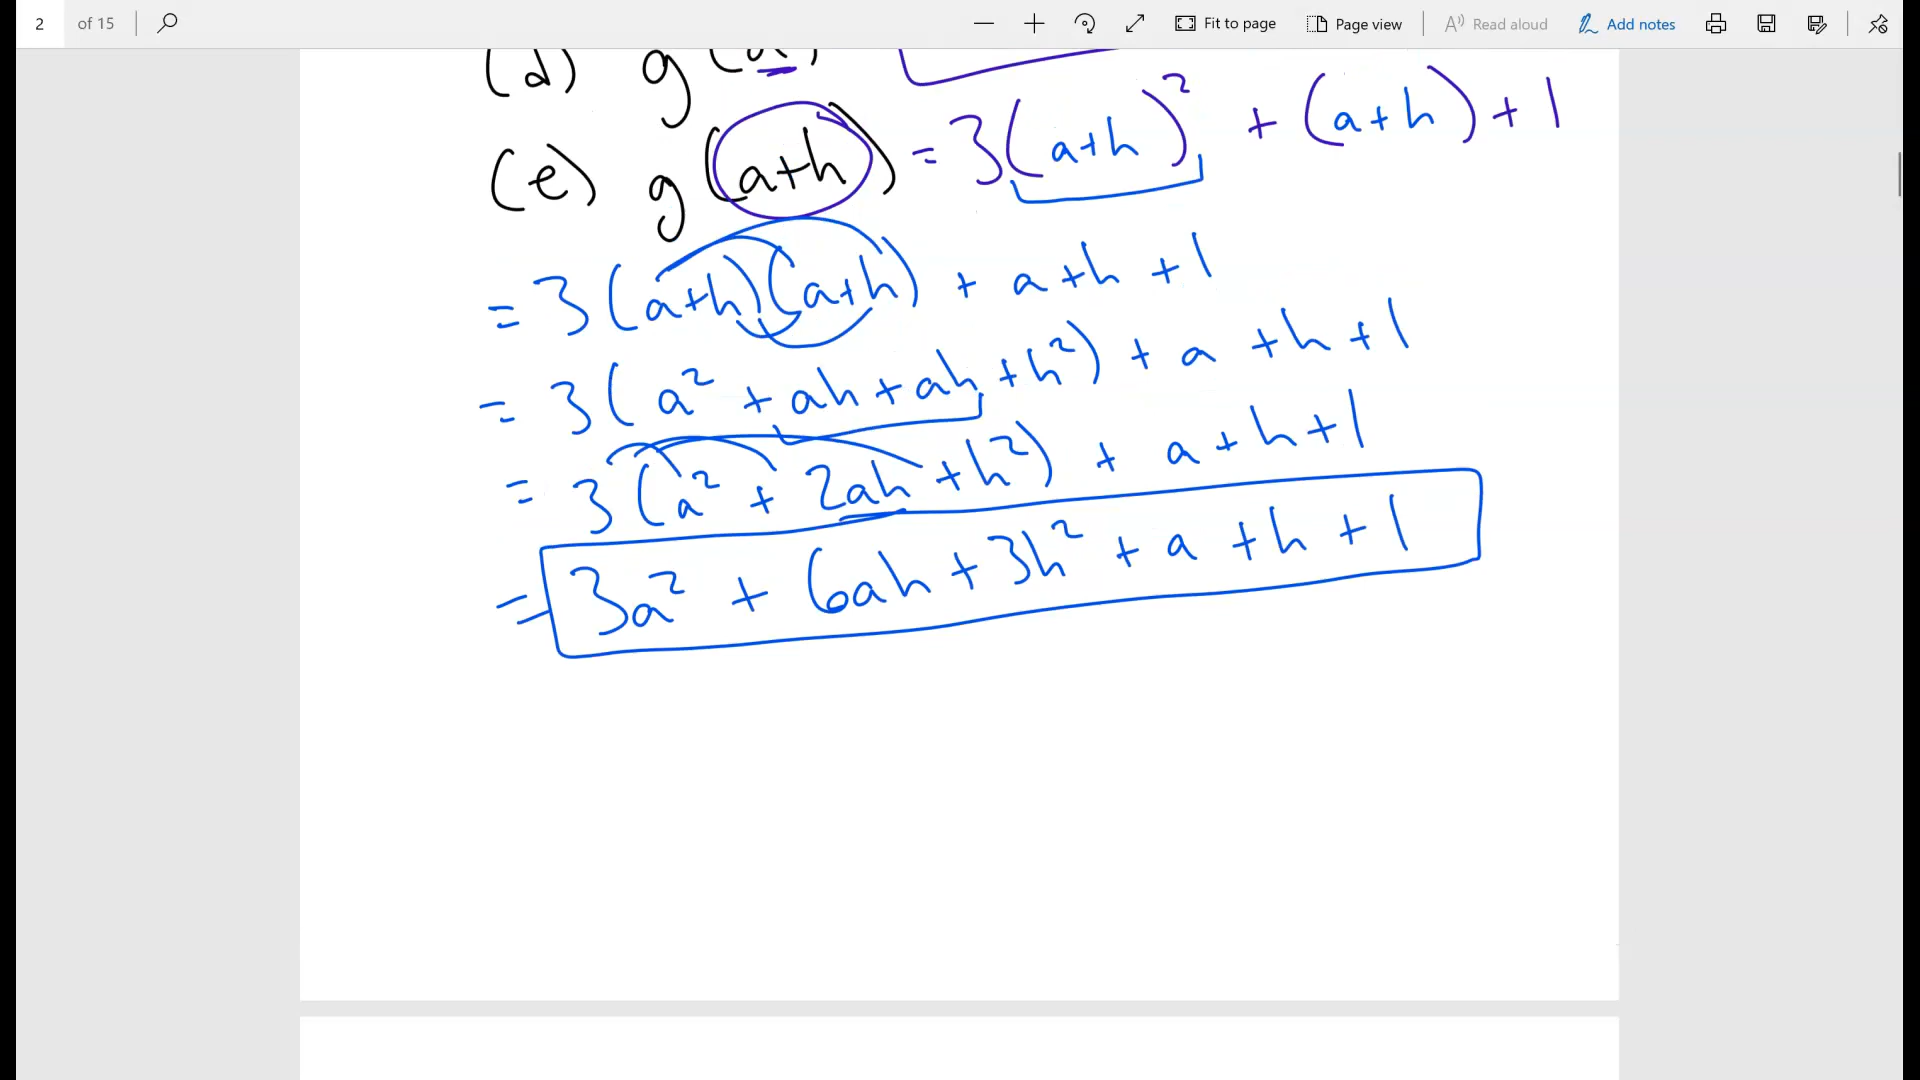 2 of 15 Fit to page Page view Read aloud Add notes
(d) g(a)
(e) g(a+h) = 3(a+h)² + (a+h) + 1
= 3(a+h)(a+h) + a+h+1
= 3(a² + ah + ah + h²) + a + h + 1
= 3(a² + 2ah + h²) + a + h + 1
= 3a² + 6ah + 3h² + a + h + 1